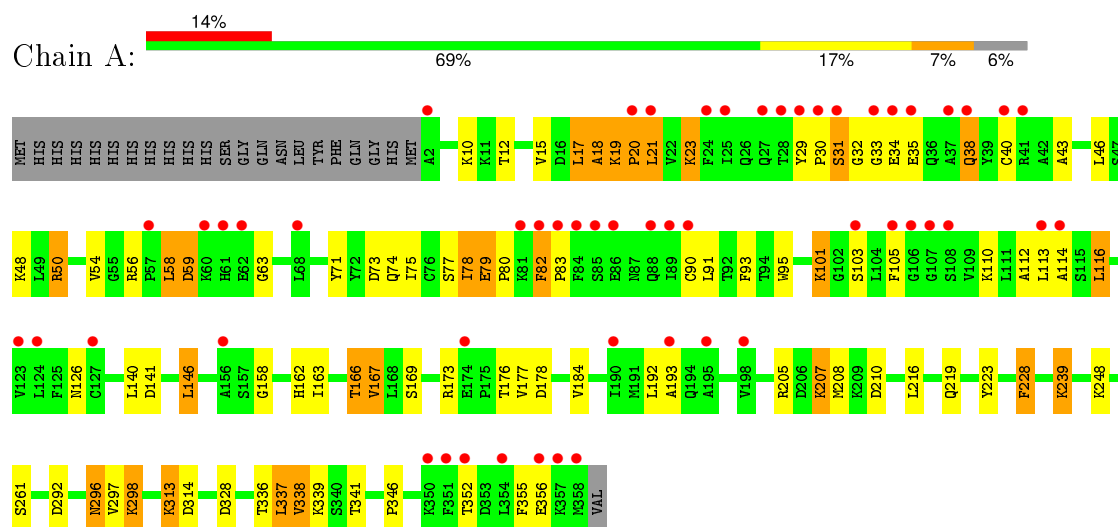 14%
Chain A:
69% 17% 7% 6%
MET HIS HIS HIS HIS HIS HIS HIS HIS HIS HIS SER GLY GLN ASN LEU TYR PHE GLN GLY HIS MET A2 K10 K11 T12 V15 D16 L17 A18 K19 P20 L21 V22 K23 F24 I25 Q26 Q27 T28 Y29 P30 S31 G32 G33 E34 E35 Q36 A37 Q38 Y39 C40 R41 A42 A43 L46 C47
K48 L49 R50 V54 G55 R56 P57 L58 D59 K60 H61 E62 G63 L68 Y71 Y72 D73 Q74 I75 C76 S77 I78 E79 P80 K81 F82 P83 F84 S85 E86 N87 Q88 I89 C90 L91 T92 F93 T94 W95 K101 G102 S103 L104 F105 G106 G107 S108 V109 K110 L111 A112 L113 A114 S115 L116
V123 L124 F125 N126 C127 L140 D141 L146 A156 S157 G158 H162 I163 T166 V167 L168 S169 R173 E174 P175 T176 V177 D178 V184 I190 M191 L192 A193 Q194 A195 V198 R205 D206 K207 M208 K209 D210 L216 Q219 Y223 F228 K239 K248
S261 D292 N296 V297 K298 K313 D314 D328 T336 L337 V338 K339 S340 T341 P346 K350 F351 T352 D353 L354 F355 E356 K357 M358 VAL